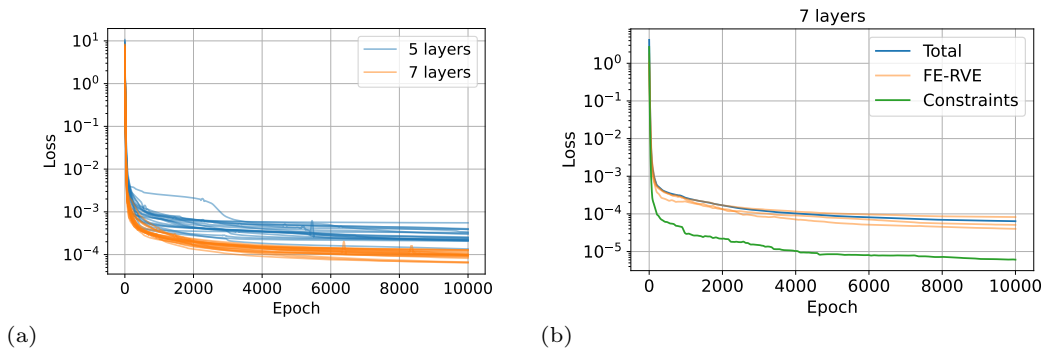 7 layers
10^1
10^0
10^-1
10^-2
10^-3
10^-4
Loss
5 layers
7 layers
0 2000 4000 6000 8000 10000
Epoch
(a)
10^0
10^-1
10^-2
10^-3
10^-4
10^-5
Loss
Total
FE-RVE
Constraints
0 2000 4000 6000 8000 10000
Epoch
(b)